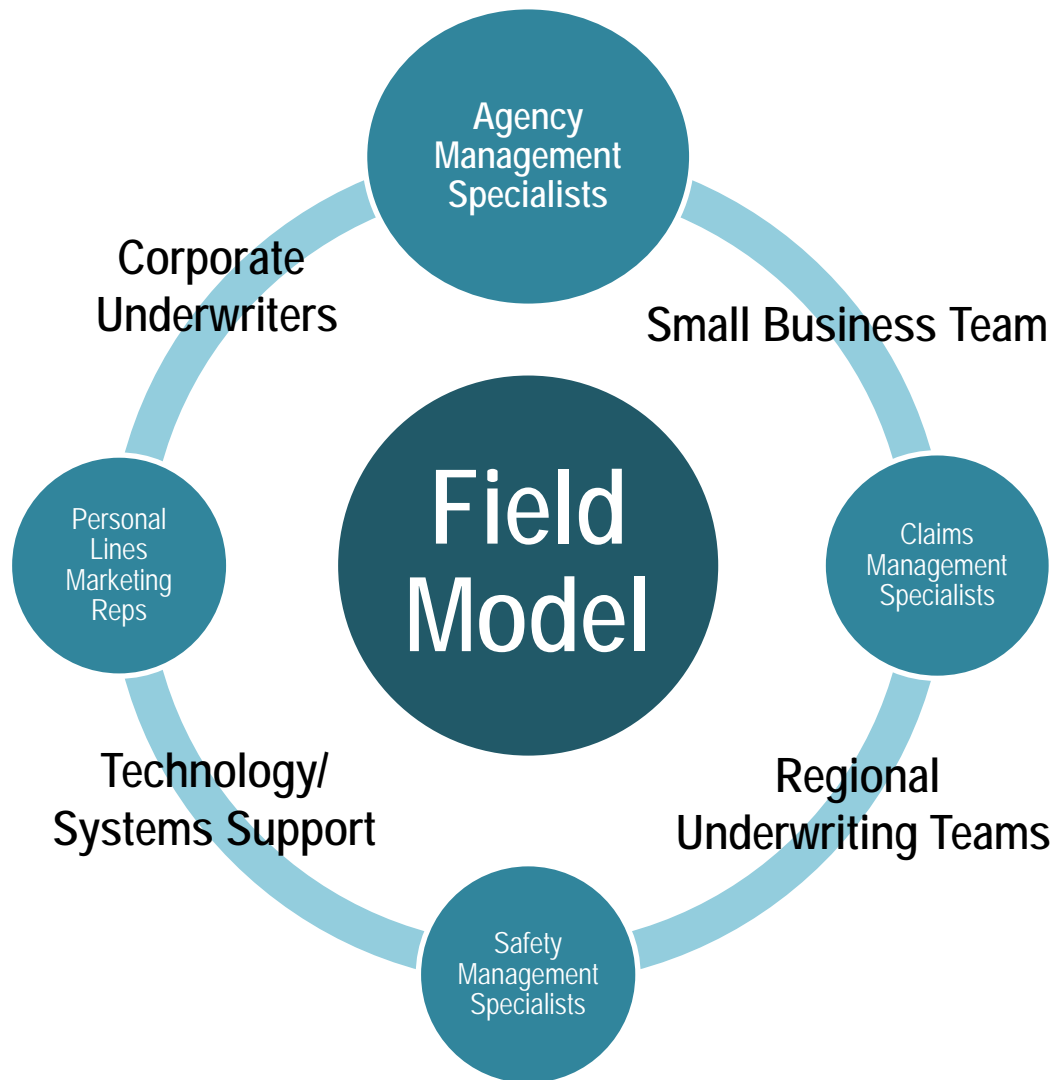 Agency
Management
Specialists
Corporate
Underwriters
Small Business Team
Field
Model
Personal
Lines
Marketing
Reps
Claims
Management
Specialists
Technology/
Systems Support
Regional
Underwriting Teams
Safety
Management
Specialists